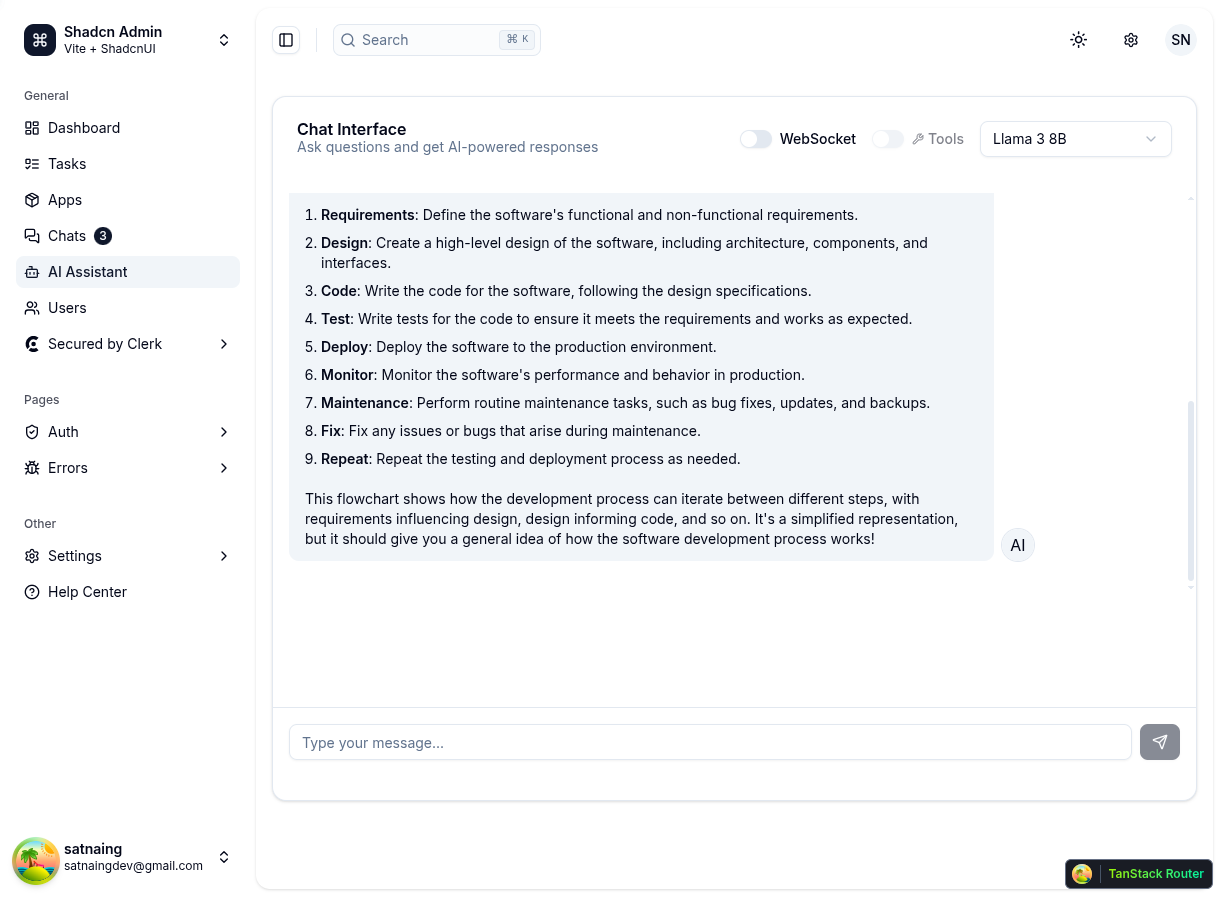 Shadcn Admin
Vite + ShadcnUI
General
Dashboard
Tasks
Apps
Chats 3
AI Assistant
Users
Secured by Clerk
Pages
Auth
Errors
Other
Settings
Help Center
satnaing
satnaingdev@gmail.com
Search ⌘ K
SN
Chat Interface
Ask questions and get AI-powered responses
WebSocket
Tools
Llama 3 8B
1. Requirements: Define the software's functional and non-functional requirements.
2. Design: Create a high-level design of the software, including architecture, components, and
interfaces.
3. Code: Write the code for the software, following the design specifications.
4. Test: Write tests for the code to ensure it meets the requirements and works as expected.
5. Deploy: Deploy the software to the production environment.
6. Monitor: Monitor the software's performance and behavior in production.
7. Maintenance: Perform routine maintenance tasks, such as bug fixes, updates, and backups.
8. Fix: Fix any issues or bugs that arise during maintenance.
9. Repeat: Repeat the testing and deployment process as needed.
This flowchart shows how the development process can iterate between different steps, with
requirements influencing design, design informing code, and so on. It's a simplified representation,
but it should give you a general idea of how the software development process works!
AI
Type your message...
TanStack Router